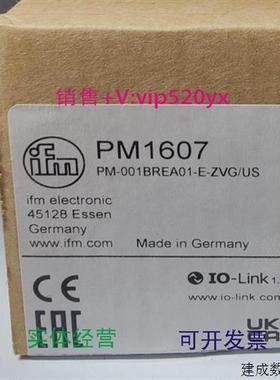 销售+V:vip520yx
ifm
PM1607
PM-001BREA01-E-ZVG/US
ifm electronic
45128 Essen
Germany
www.ifm.com Made in Germany
IO-Link 1.
io-link.com
CE
EAC
UK
CA
实体经营
可开发票
建成数